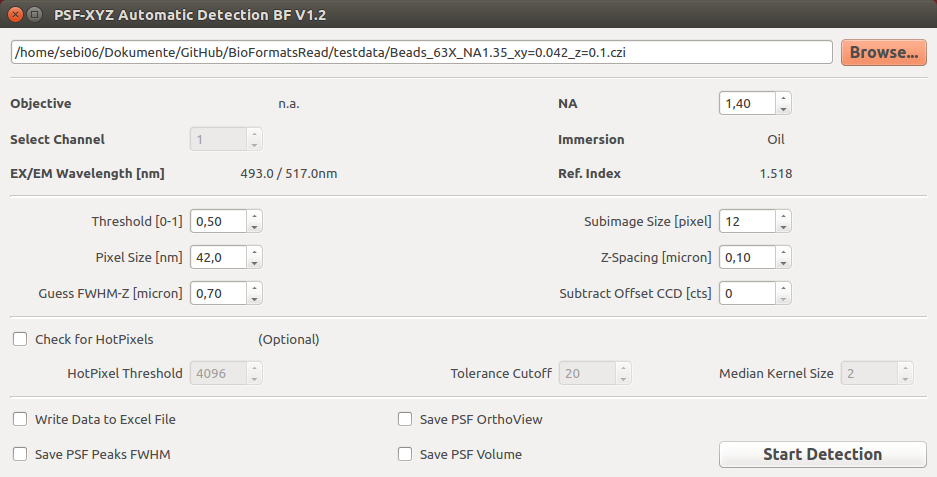 PSF-XYZ Automatic Detection BF V1.2
/home/sebi06/Dokumente/GitHub/BioFormatsRead/testdata/Beads_63X_NA1.35_xy=0.042_z=0.1.czi Browse...
Objective n.a. NA 1,40
Select Channel 1 Immersion Oil
EX/EM Wavelength [nm] 493.0 / 517.0nm Ref. Index 1.518
Threshold [0-1] 0,50 Subimage Size [pixel] 12
Pixel Size [nm] 42,0 Z-Spacing [micron] 0,10
Guess FWHM-Z [micron] 0,70 Subtract Offset CCD [cts] 0
Check for HotPixels (Optional)
HotPixel Threshold 4096 Tolerance Cutoff 20 Median Kernel Size 2
Write Data to Excel File Save PSF OrthoView
Save PSF Peaks FWHM Save PSF Volume Start Detection